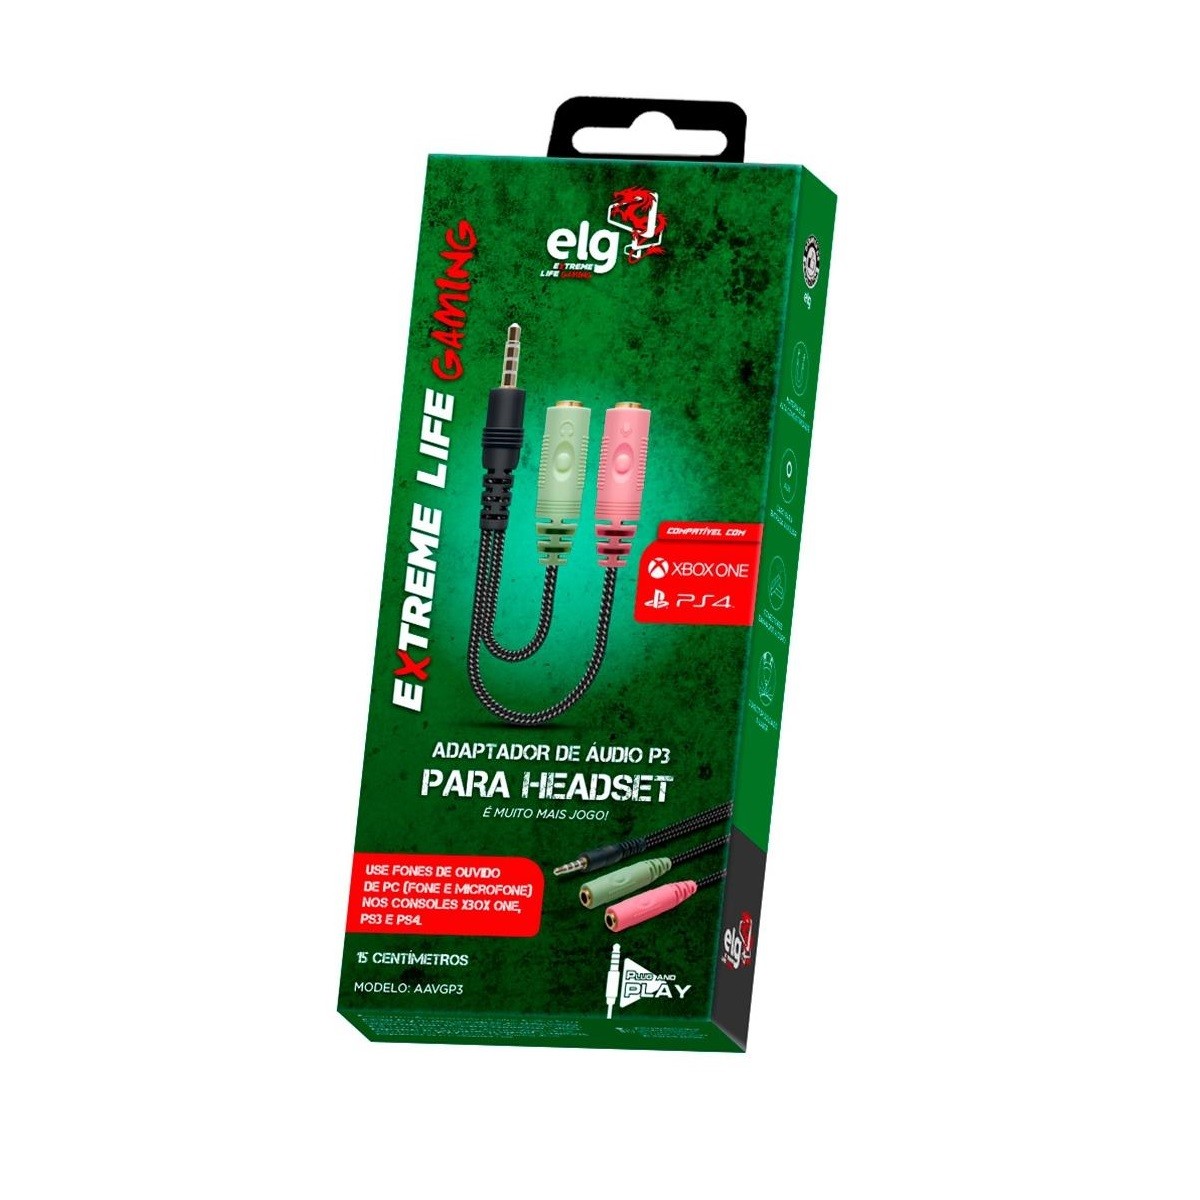 elg
EXTREME
LIFE GAMING
EXTREME LIFE GAMING
COMPATÍVEL COM
XBOX ONE
PS4
ADAPTADOR DE ÁUDIO P3
PARA HEADSET
É MUITO MAIS JOGO!
USE FONES DE OUVIDO
DE PC (FONE E MICROFONE)
NOS CONSOLES XBOX ONE,
PS3 E PS4.
15 CENTÍMETROS
MODELO: AAVGP3
PLUG AND
PLAY
elg
elg